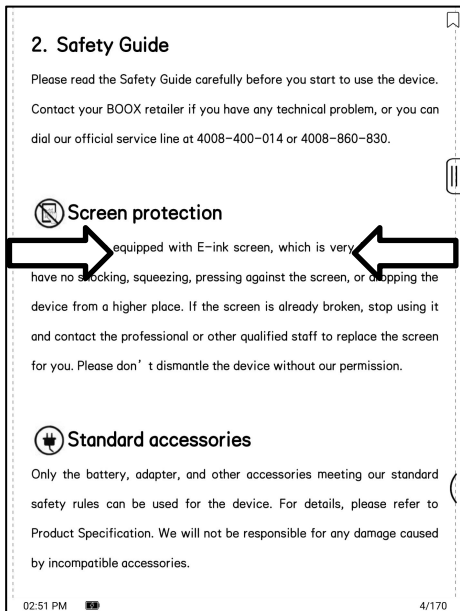 2. Safety Guide
Please read the Safety Guide carefully before you start to use the device.
Contact your BOOX retailer if you have any technical problem, or you can
dial our official service line at 4008-400-014 or 4008-860-830.
Screen protection
equipped with E-ink screen, which is very
have no shocking, squeezing, pressing against the screen, or dropping the
device from a higher place. If the screen is already broken, stop using it
and contact the professional or other qualified staff to replace the screen
for you. Please don't dismantle the device without our permission.
Standard accessories
Only the battery, adapter, and other accessories meeting our standard
safety rules can be used for the device. For details, please refer to
Product Specification. We will not be responsible for any damage caused
by incompatible accessories.
02:51 PM 4/170